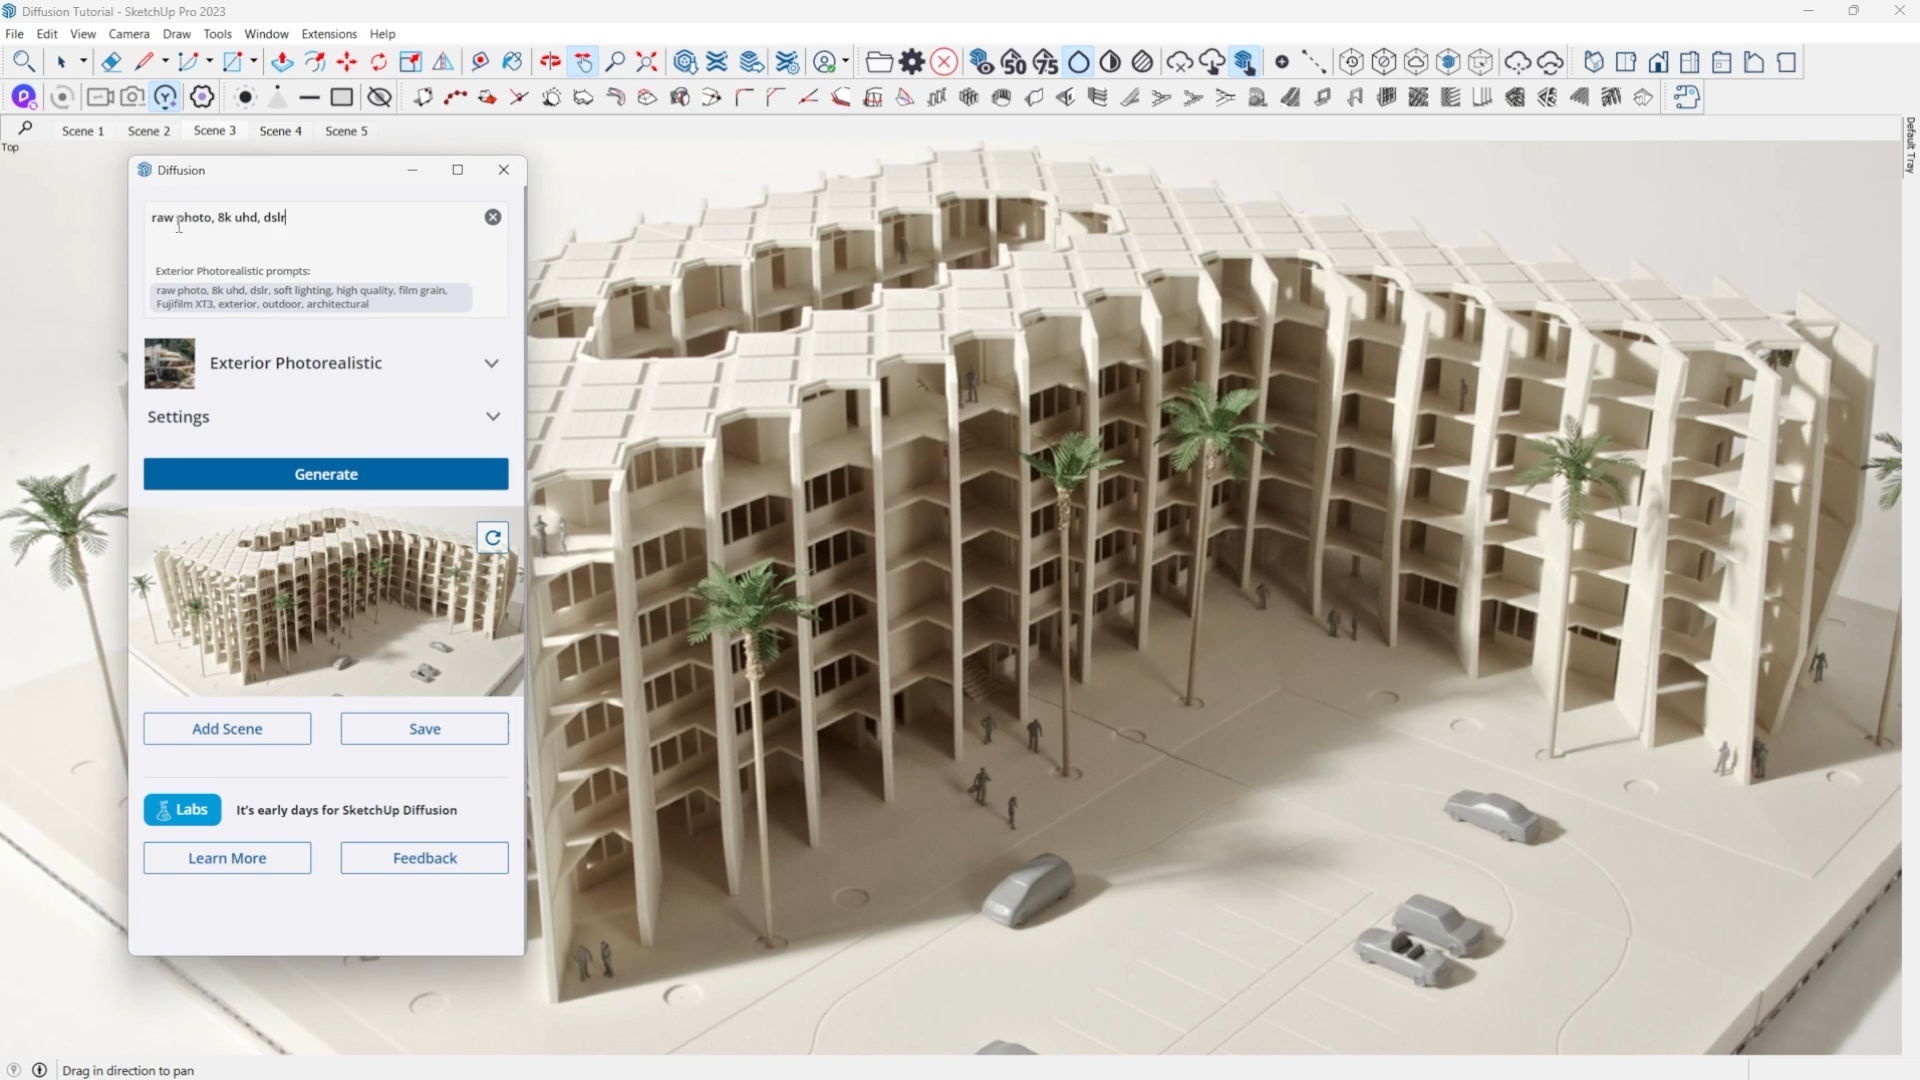 Diffusion Tutorial - SketchUp Pro 2023
File Edit View Camera Draw Tools Window Extensions Help
50 75
Scene 1 Scene 2 Scene 3 Scene 4 Scene 5
Default Tray
Top
Diffusion
raw photo, 8k uhd, dslr
Exterior Photorealistic prompts:
raw photo, 8k uhd, dslr, soft lighting, high quality, film grain,
Fujifilm XT3, exterior, outdoor, architectural
Exterior Photorealistic
Settings
Generate
Add Scene Save
Labs It's early days for SketchUp Diffusion
Learn More Feedback
Drag in direction to pan